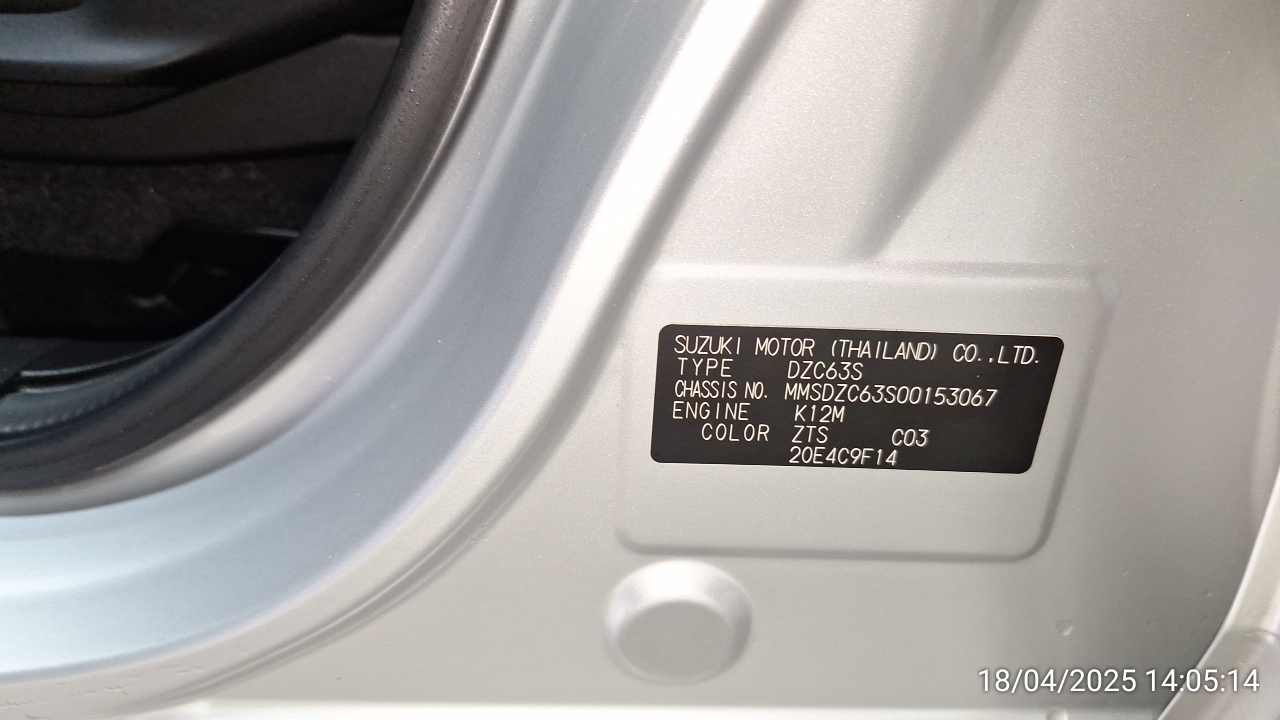 SUZUKI MOTOR (THAILAND) CO.,LTD.
TYPE DZC63S
CHASSIS NO. MMSDZC63S00153067
ENGINE K12M
COLOR ZTS C03
20E4C9F14
18/04/2025 14:05:14